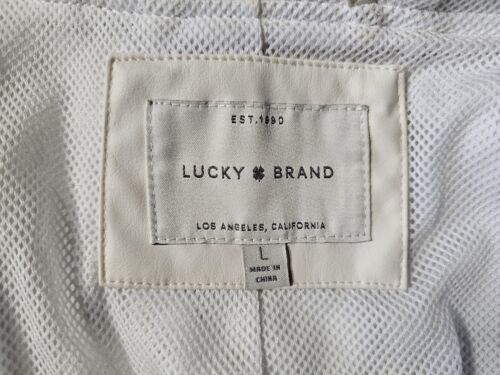 EST. 1990
LUCKY BRAND
LOS ANGELES, CALIFORNIA
L
MADE IN
CHINA